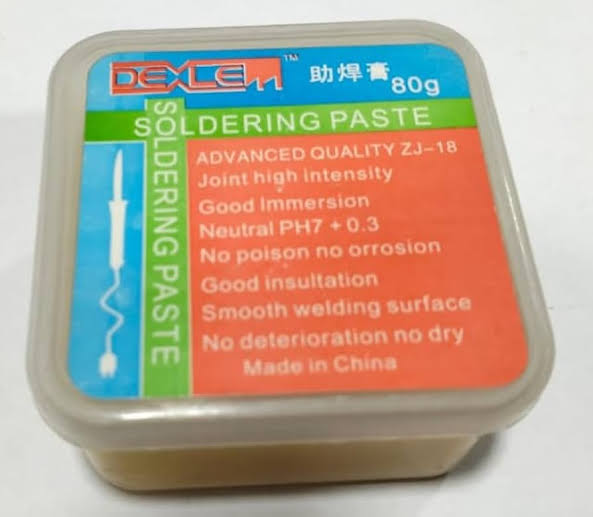 DEXLEM™
助焊膏 80g
SOLDERING PASTE
SOLDERING PASTE
ADVANCED QUALITY ZJ-18
Joint high intensity
Good Immersion
Neutral PH7 + 0.3
No poison no orrosion
Good insultation
Smooth welding surface
No deterioration no dry
Made in China